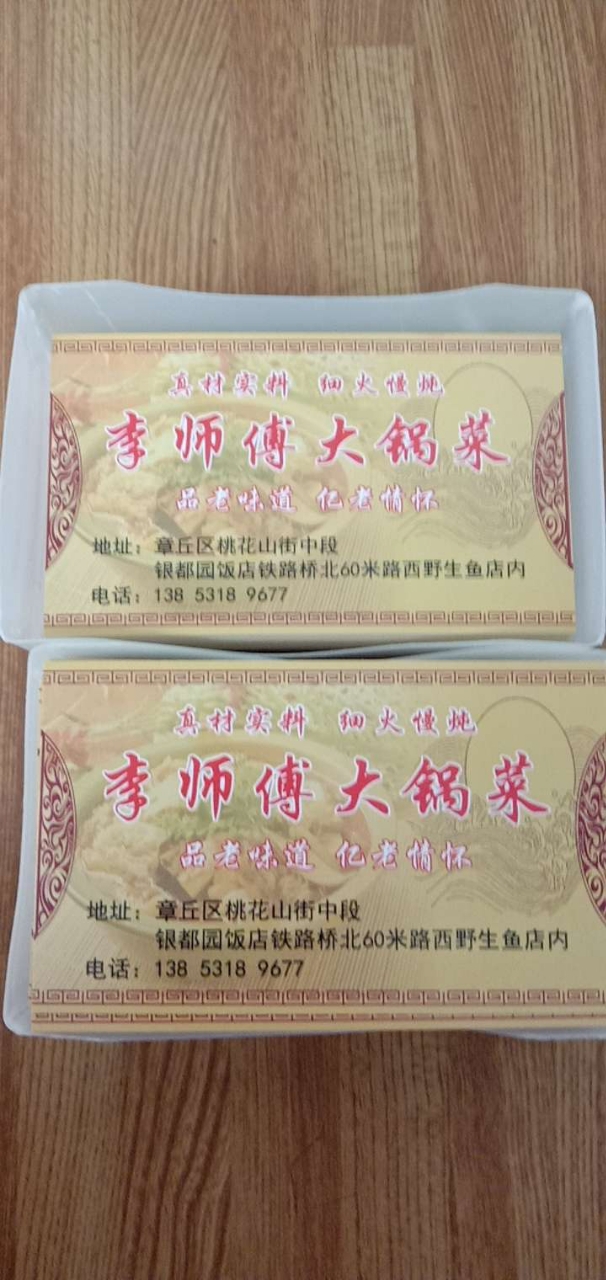 真材实料 细火慢炖
李师傅大锅菜
品老味道 忆老情怀
地址：章丘区桃花山街中段
银都园饭店铁路桥北60米路西野生鱼店内
电话：138 5318 9677
真材实料 细火慢炖
李师傅大锅菜
品老味道 忆老情怀
地址：章丘区桃花山街中段
银都园饭店铁路桥北60米路西野生鱼店内
电话：138 5318 9677